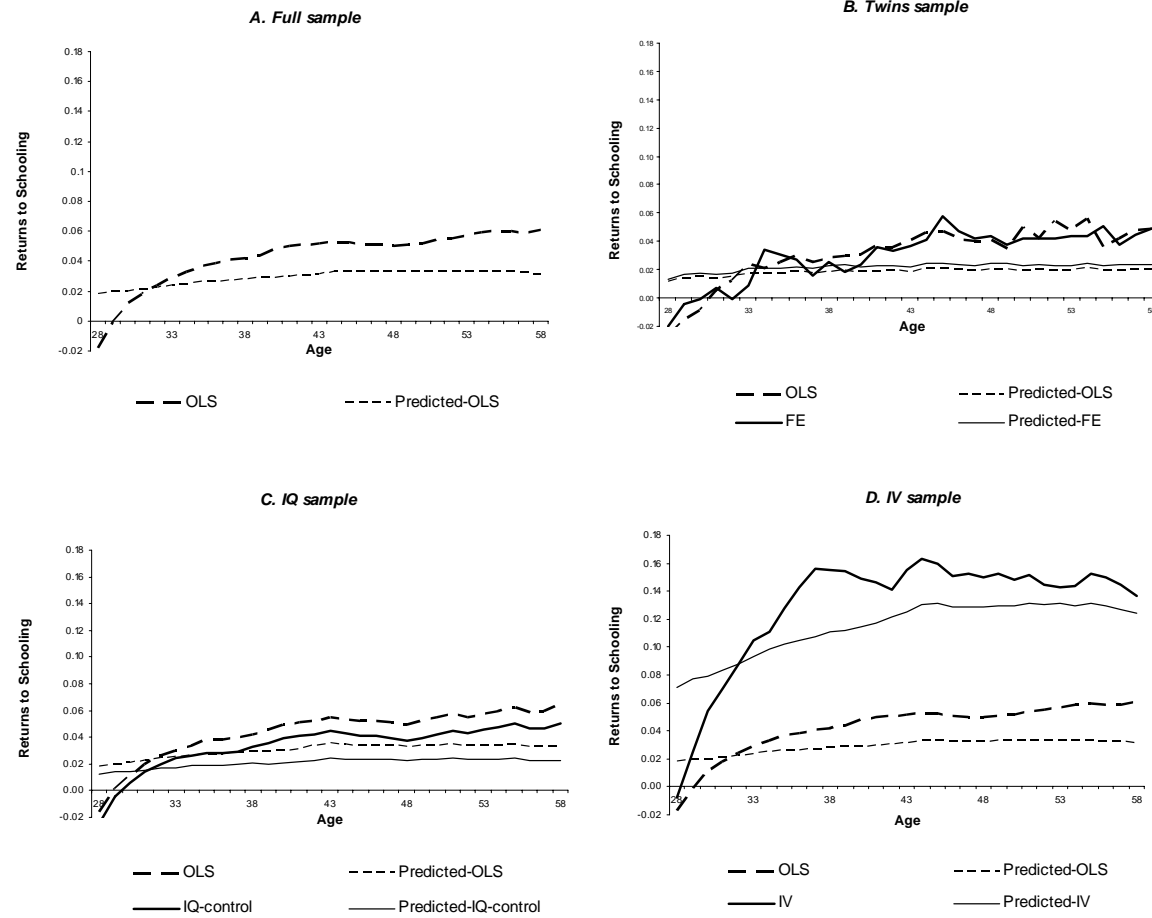 A. Full sample
0.18
0.16
0.14
0.12
0.1
0.08
0.06
0.04
0.02
0
-0.02
28 33 38 43 48 53 58
Returns to Schooling
Age
OLS Predicted-OLS
B. Twins sample
0.18
0.16
0.14
0.12
0.10
0.08
0.06
0.04
0.02
0.00
-0.02
28 33 38 43 48 53
Returns to Schooling
Age
OLS Predicted-OLS
FE Predicted-FE
C. IQ sample
0.18
0.16
0.14
0.12
0.10
0.08
0.06
0.04
0.02
0.00
-0.02
28 33 38 43 48 53 58
Returns to Schooling
Age
OLS Predicted-OLS
IQ-control Predicted-IQ-control
D. IV sample
0.18
0.16
0.14
0.12
0.10
0.08
0.06
0.04
0.02
0.00
-0.02
28 33 38 43 48 53 58
Returns to Schooling
Age
OLS Predicted-OLS
IV Predicted-IV